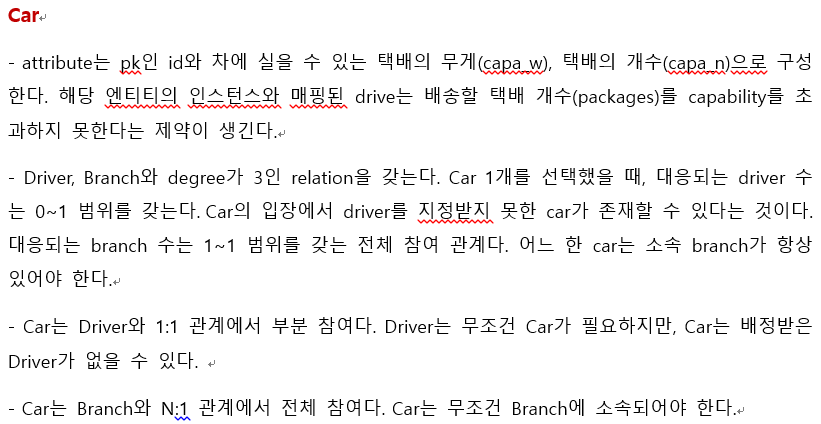 Car
- attribute는 pk인 id와 차에 실을 수 있는 택배의 무게(capa_w), 택배의 개수(capa_n)으로 구성
한다. 해당 엔티티의 인스턴스와 매핑된 drive는 배송할 택배 개수(packages)를 capability를 초
과하지 못한다는 제약이 생긴다.
- Driver, Branch와 degree가 3인 relation을 갖는다. Car 1개를 선택했을 때, 대응되는 driver 수
는 0~1 범위를 갖는다. Car의 입장에서 driver를 지정받지 못한 car가 존재할 수 있다는 것이다.
대응되는 branch 수는 1~1 범위를 갖는 전체 참여 관계다. 어느 한 car는 소속 branch가 항상
있어야 한다.
- Car는 Driver와 1:1 관계에서 부분 참여다. Driver는 무조건 Car가 필요하지만, Car는 배정받은
Driver가 없을 수 있다.
- Car는 Branch와 N:1 관계에서 전체 참여다. Car는 무조건 Branch에 소속되어야 한다.